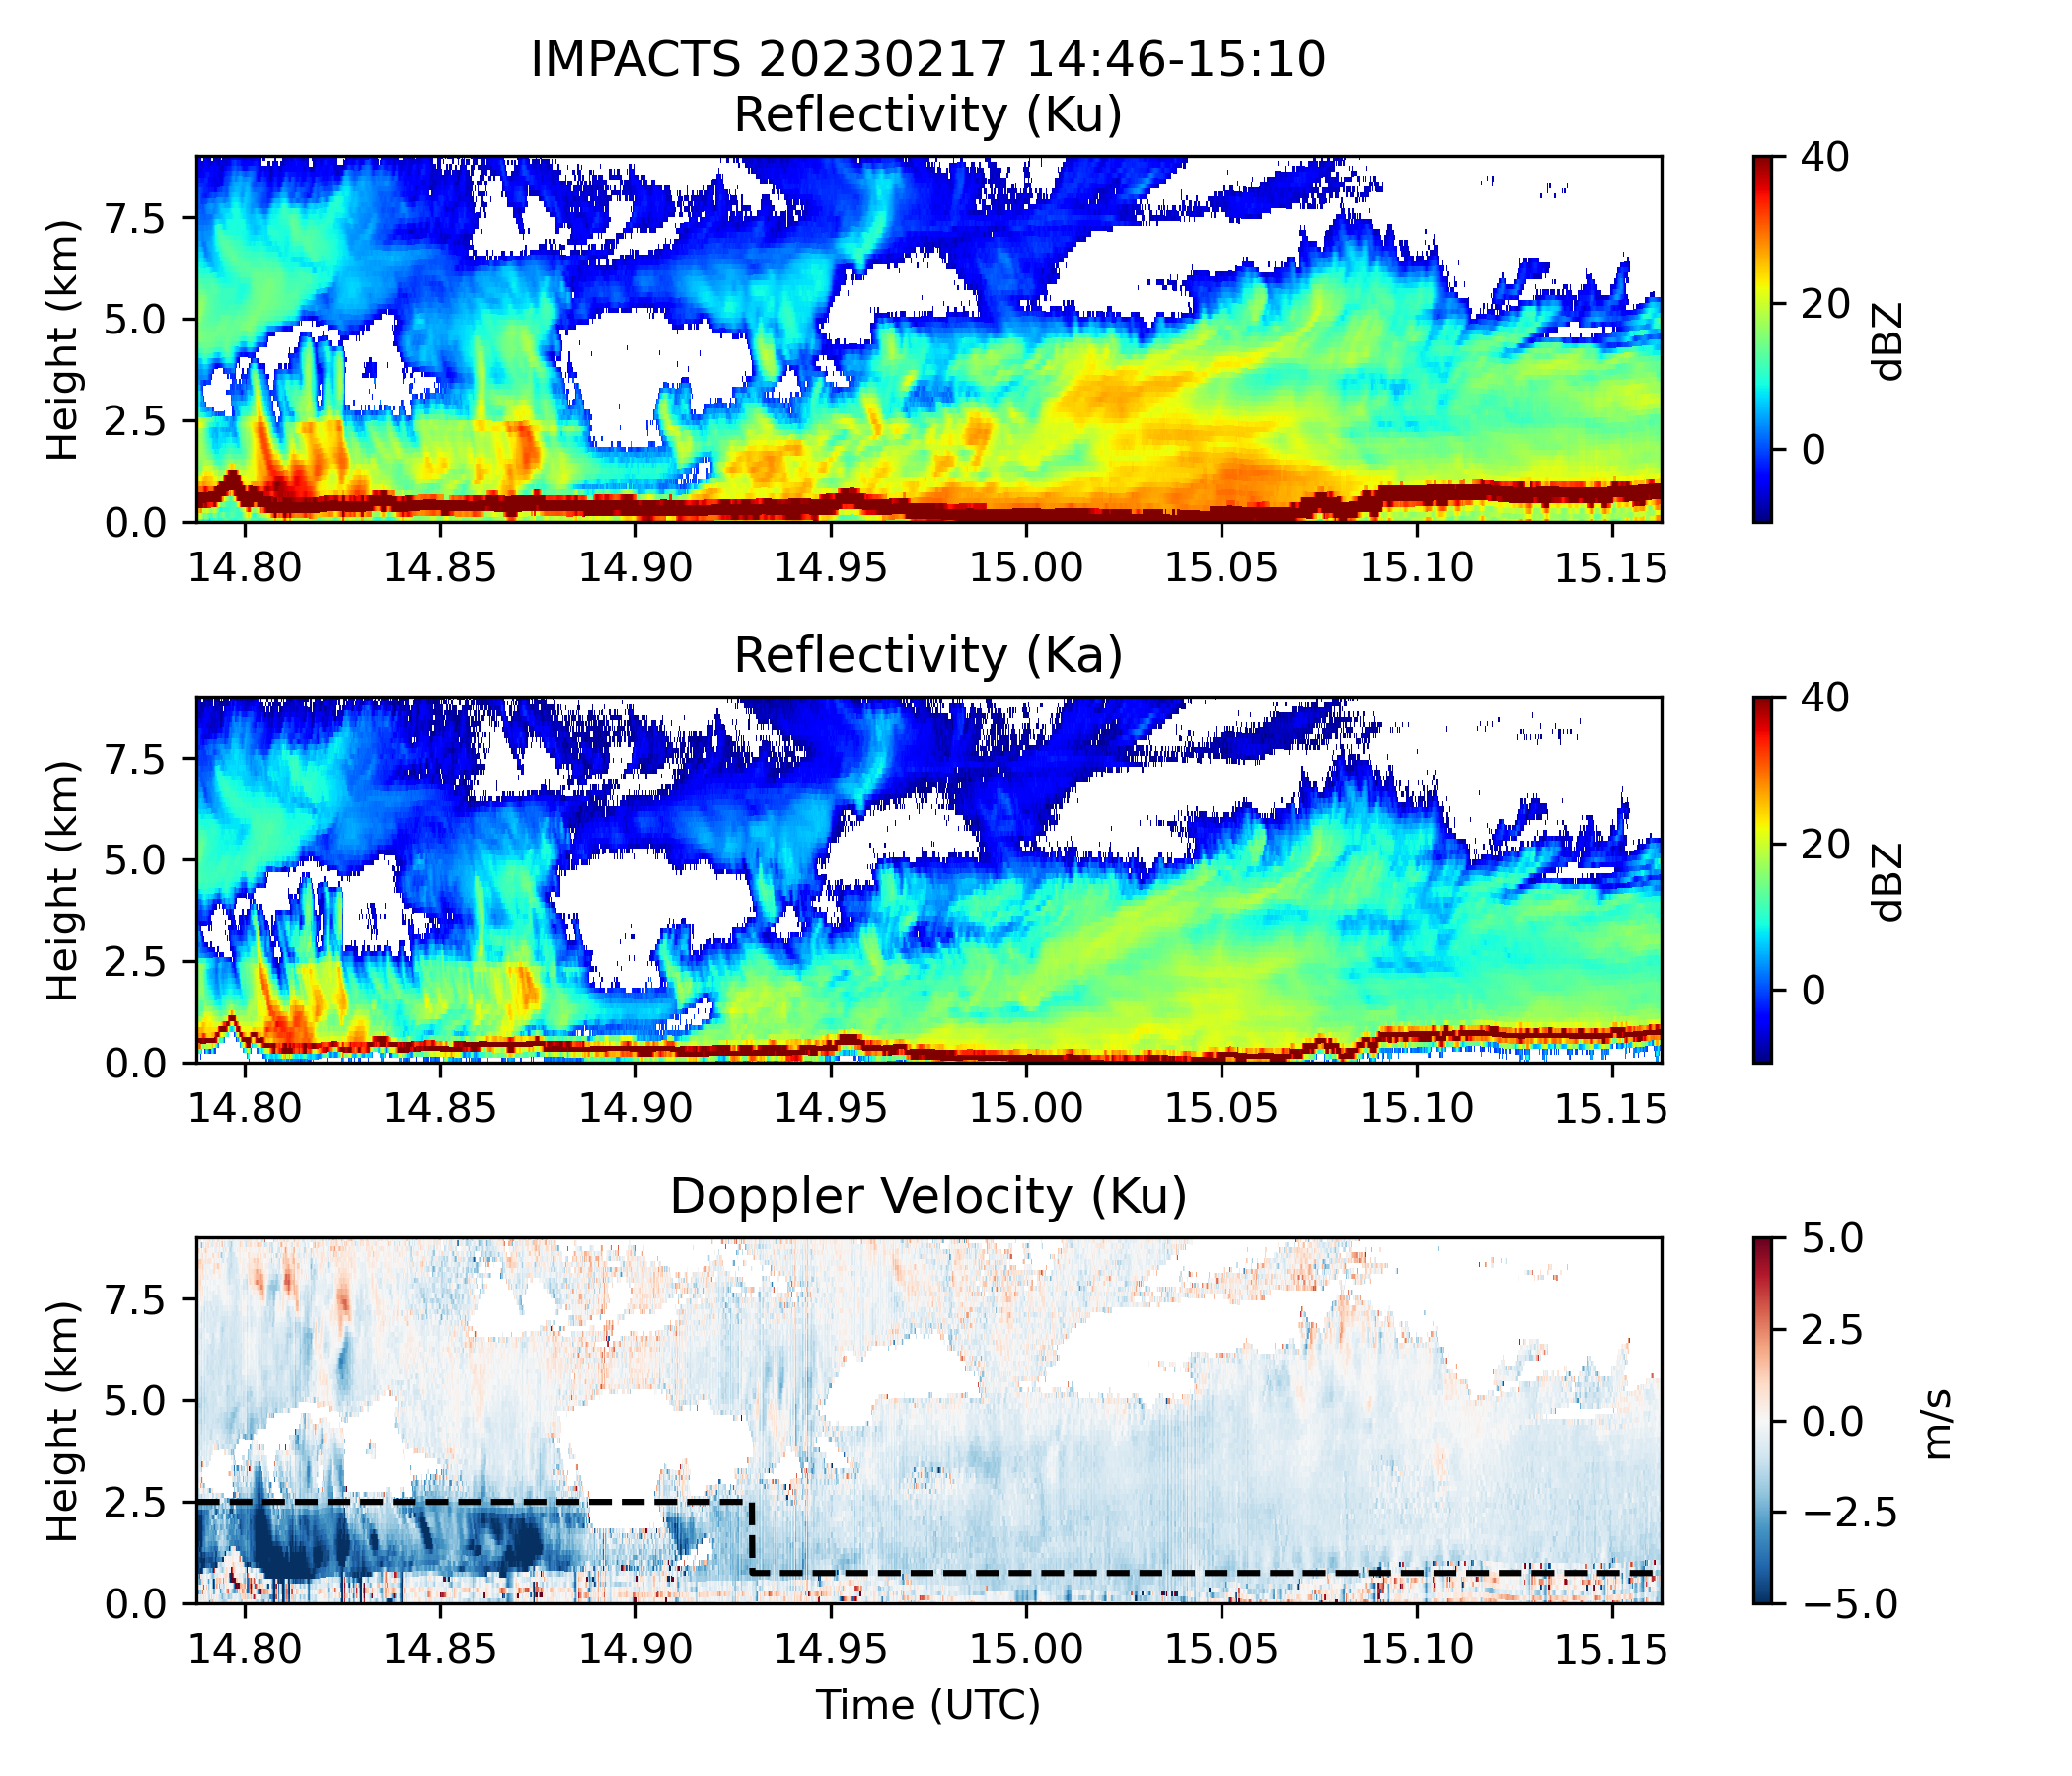 IMPACTS 20230217 14:46-15:10
Reflectivity (Ku)
Height (km)
7.5
5.0
2.5
0.0
14.80 14.85 14.90 14.95 15.00 15.05 15.10 15.15
40
20
0
dBZ
Reflectivity (Ka)
Height (km)
7.5
5.0
2.5
0.0
14.80 14.85 14.90 14.95 15.00 15.05 15.10 15.15
40
20
0
dBZ
Doppler Velocity (Ku)
Height (km)
7.5
5.0
2.5
0.0
14.80 14.85 14.90 14.95 15.00 15.05 15.10 15.15
Time (UTC)
5.0
2.5
0.0
−2.5
−5.0
m/s